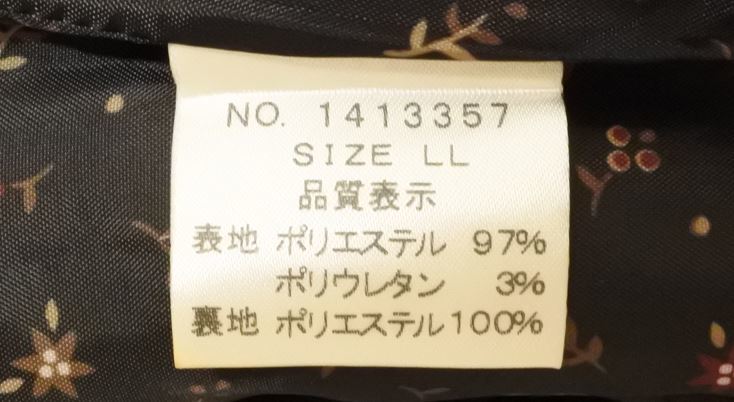 NO. 1413357
SIZE LL
品質表示
表地 ポリエステル 97%
ポリウレタン 3%
裏地 ポリエステル100%